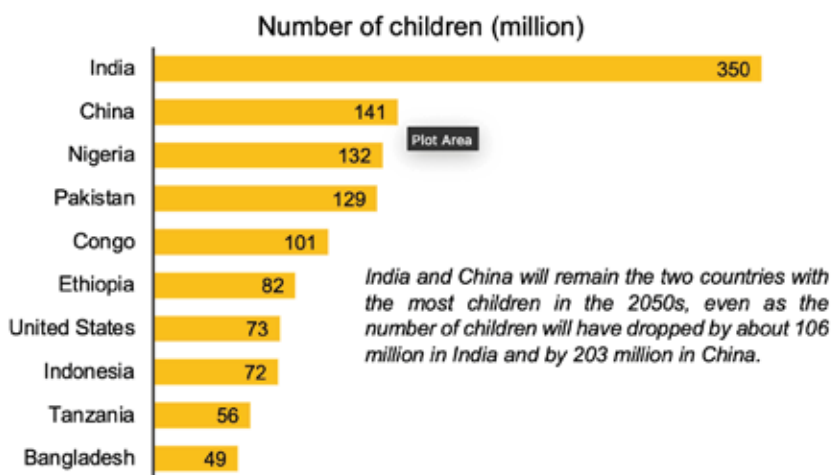 Number of children (million)
India 350
China 141
Plot Area
Nigeria 132
Pakistan 129
Congo 101
Ethiopia 82
United States 73
Indonesia 72
Tanzania 56
Bangladesh 49
India and China will remain the two countries with
the most children in the 2050s, even as the
number of children will have dropped by about 106
million in India and by 203 million in China.